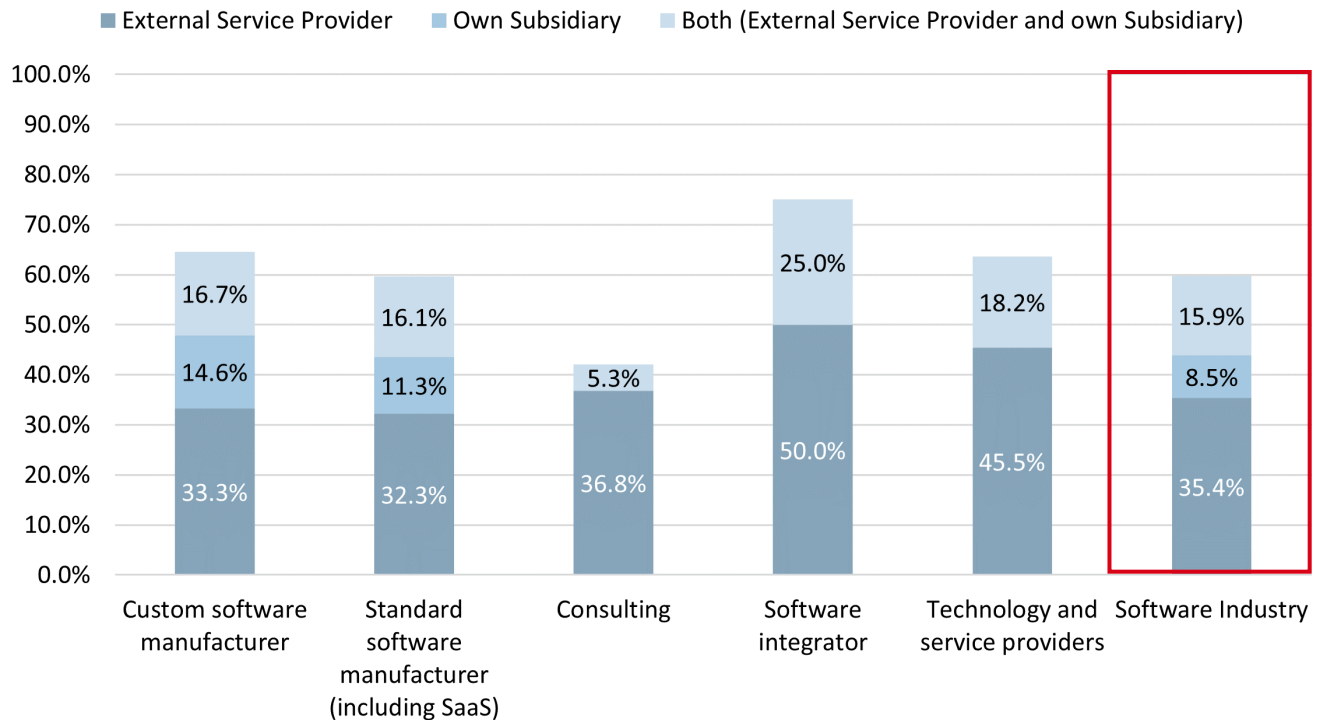 External Service Provider Own Subsidiary Both (External Service Provider and own Subsidiary)
100.0%
90.0%
80.0%
70.0%
60.0%
50.0%
40.0%
30.0%
20.0%
10.0%
0.0%
16.7%
14.6%
33.3%
16.1%
11.3%
32.3%
5.3%
36.8%
25.0%
50.0%
18.2%
45.5%
15.9%
8.5%
35.4%
Custom software
manufacturer
Standard
software
manufacturer
(including SaaS)
Consulting
Software
integrator
Technology and
service providers
Software Industry